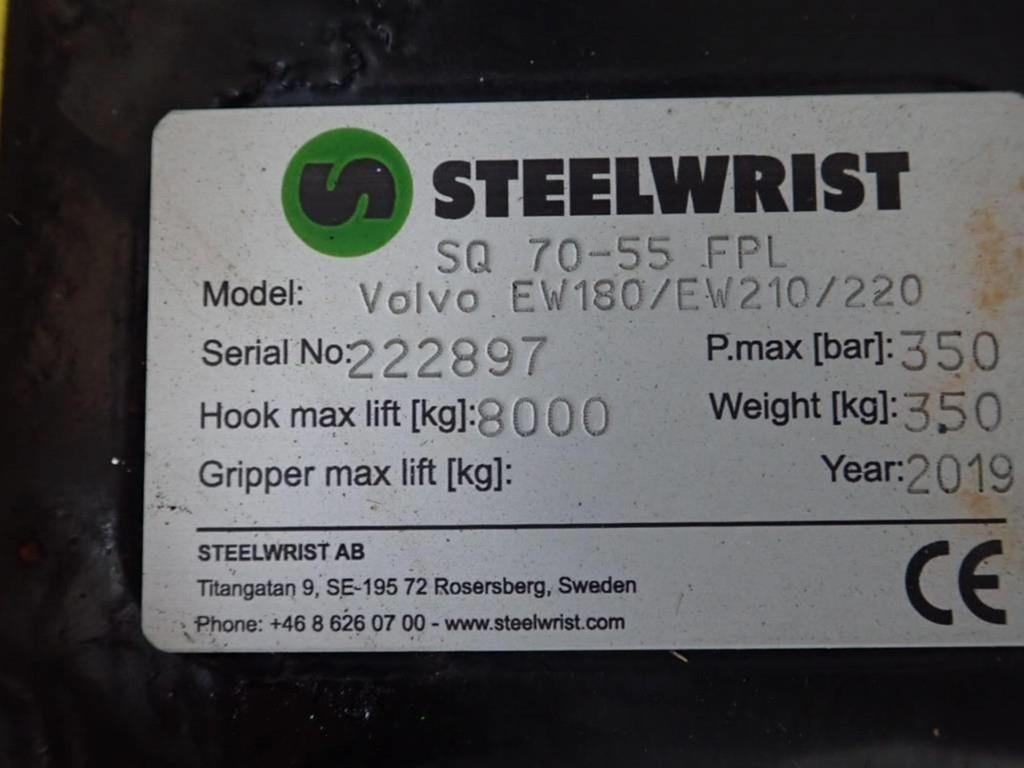 STEELWRIST
SQ 70-55 FPL
Model: Volvo EW180/EW210/220
Serial No: 222897 P.max [bar]: 350
Hook max lift [kg]: 8000 Weight [kg]: 350
Gripper max lift [kg]: Year: 2019
STEELWRIST AB
Titangatan 9, SE-195 72 Rosersberg, Sweden
Phone: +46 8 626 07 00 - www.steelwrist.com
CE